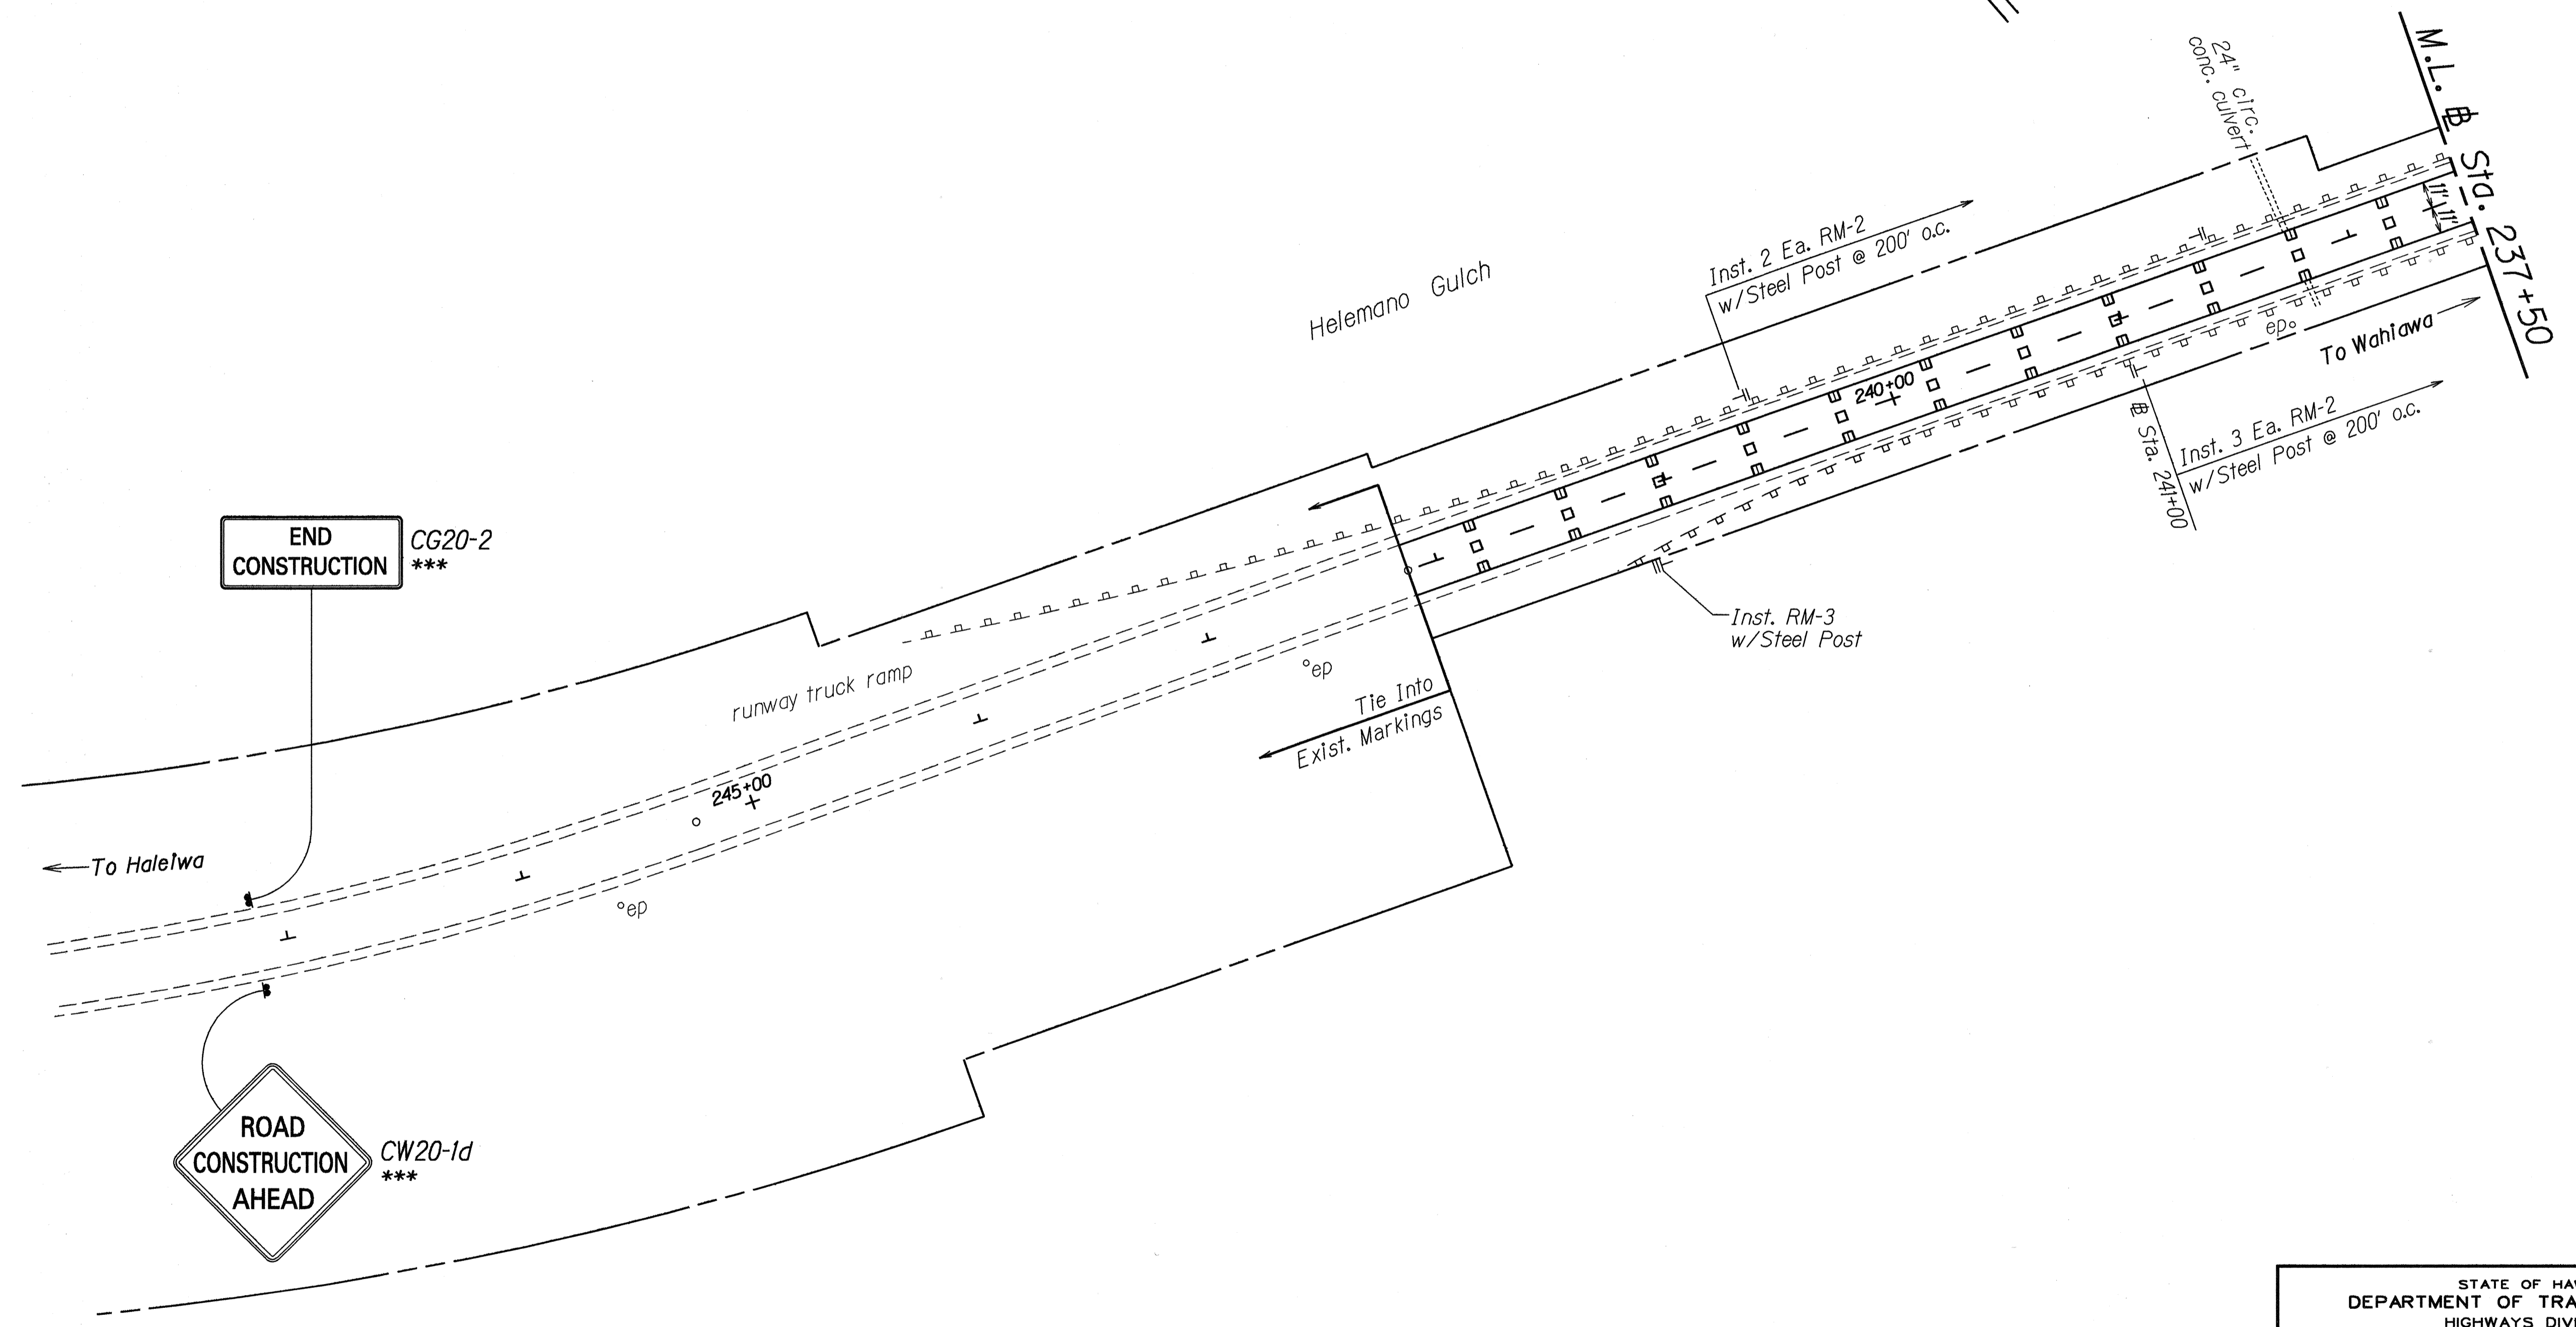 M.L. ␢ Sta. 237+50
24" circ.
conc. culvert
11' 11'
Inst. 2 Ea. RM-2
w/Steel Post @ 200' o.c.
Helemano Gulch
240+00
ep
To Wahiawa
Inst. 3 Ea. RM-2
w/Steel Post @ 200' o.c.
␢ Sta. 241+00
END
CONSTRUCTION
CG20-2
***
Inst. RM-3
w/Steel Post
runway truck ramp
ep
Tie Into
Exist. Markings
245+00
To Haleiwa
ep
ROAD
CONSTRUCTION
AHEAD
CW20-1d
***
STATE OF HA
DEPARTMENT OF TRA
HIGHWAYS DIV